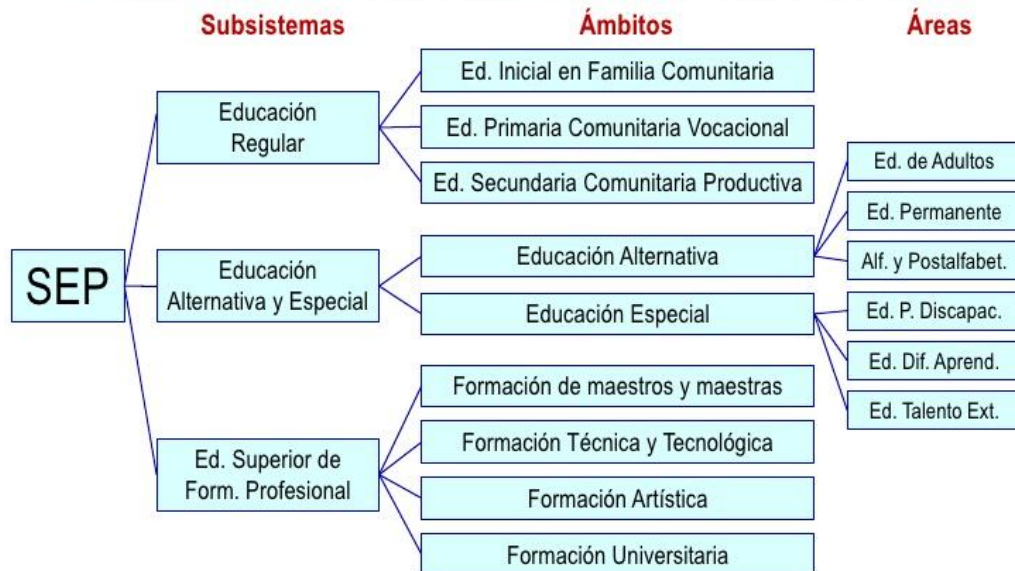 Subsistemas
Ámbitos
Áreas
SEP
Educación
Regular
Ed. Inicial en Familia Comunitaria
Ed. Primaria Comunitaria Vocacional
Ed. Secundaria Comunitaria Productiva
Educación
Alternativa y Especial
Educación Alternativa
Ed. de Adultos
Ed. Permanente
Alf. y Postalfabet.
Educación Especial
Ed. P. Discapac.
Ed. Dif. Aprend.
Ed. Talento Ext.
Ed. Superior de
Form. Profesional
Formación de maestros y maestras
Formación Técnica y Tecnológica
Formación Artística
Formación Universitaria